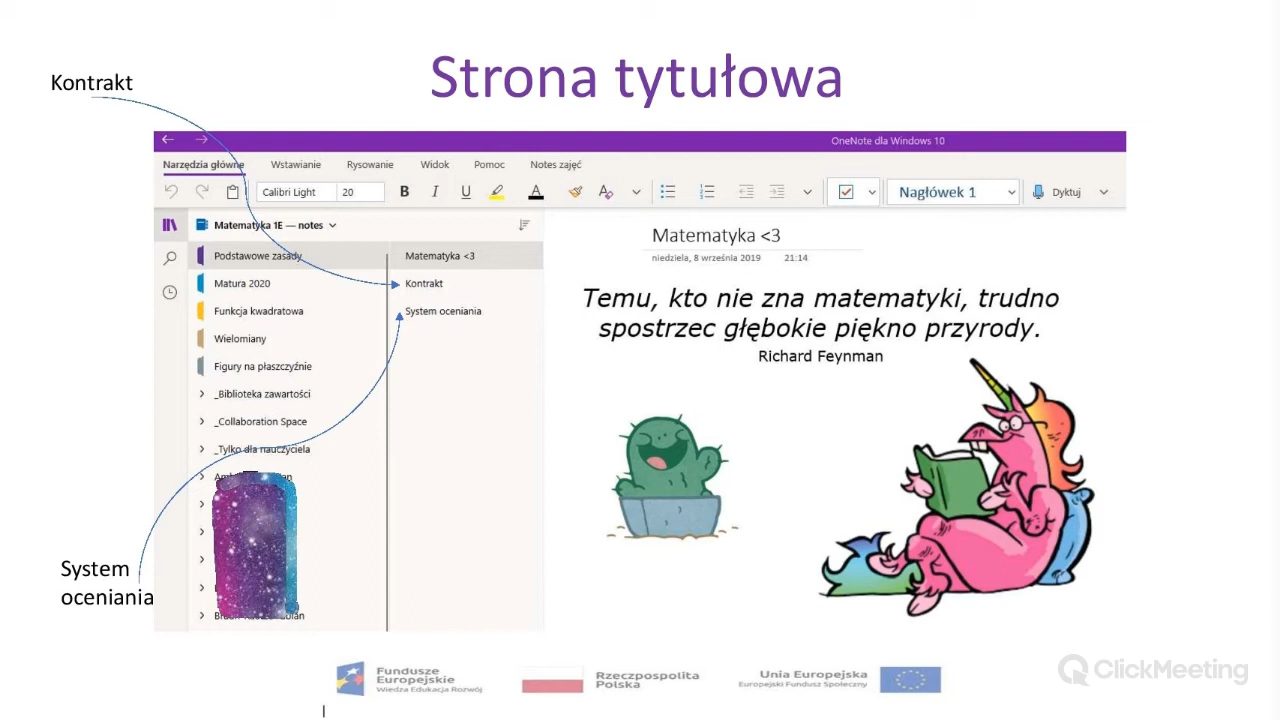 Strona tytułowa
Kontrakt
OneNote dla Windows 10
Narzędzia główne Wstawianie Rysowanie Widok Pomoc Notes zajęć
Calibri Light 20 B I U A Nagłówek 1 Dyktuj
Matematyka 1E — notes
Podstawowe zasady
Matura 2020
Funkcja kwadratowa
Wielomiany
Figury na płaszczyźnie
_Biblioteka zawartości
_Collaboration Space
_Tylko dla nauczyciela
Matematyka <3
Kontrakt
System oceniania
Matematyka <3
niedziela, 8 września 2019 21:14
Temu, kto nie zna matematyki, trudno
spostrzec głębokie piękno przyrody.
Richard Feynman
System
oceniania
Fundusze
Europejskie
Wiedza Edukacja Rozwój
Rzeczpospolita
Polska
Unia Europejska
Europejski Fundusz Społeczny
ClickMeeting